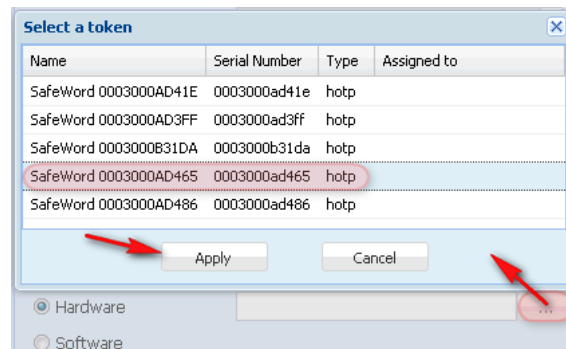 Select a token
Name Serial Number Type Assigned to
SafeWord 0003000AD41E 0003000ad41e hotp
SafeWord 0003000AD3FF 0003000ad3ff hotp
SafeWord 0003000B31DA 0003000b31da hotp
SafeWord 0003000AD465 0003000ad465 hotp
SafeWord 0003000AD486 0003000ad486 hotp
Apply Cancel
Hardware ...
Software